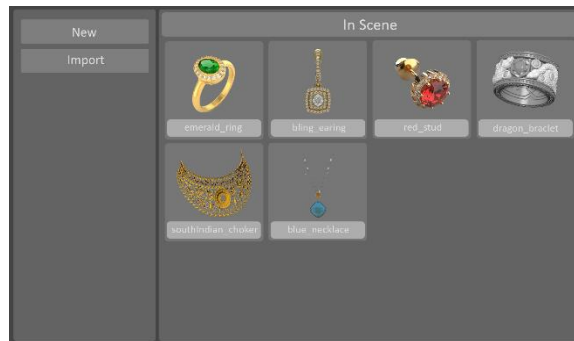 New
Import
In Scene
emerald_ring
bling_earing
red_stud
dragon_braclet
southindian_choker
blue_necklace